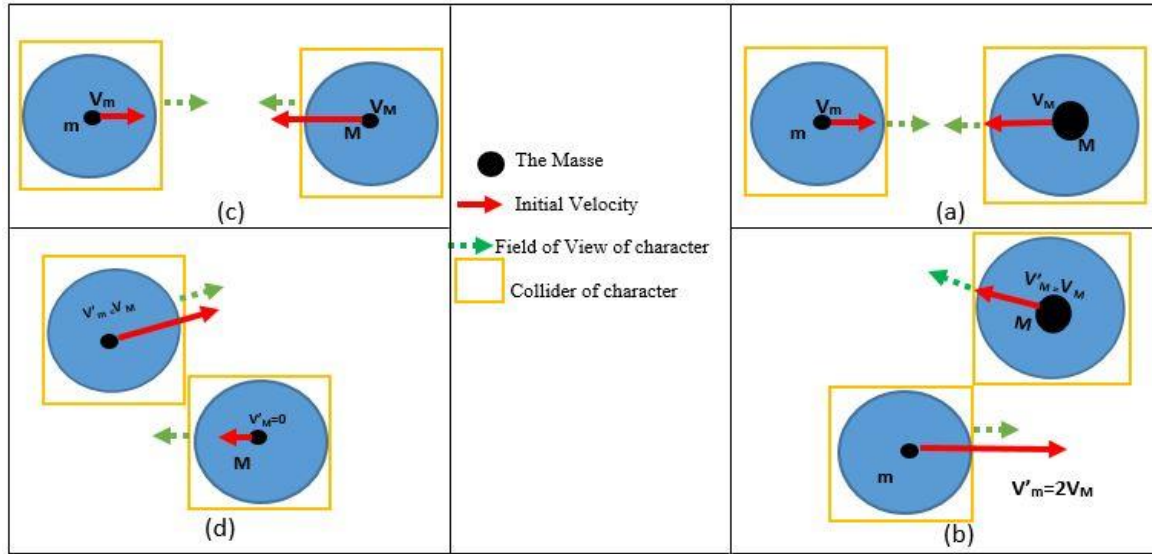 Vm
m
VM
M
(c)
The Masse
Initial Velocity
Field of View of character
Collider of character
Vm
m
VM
M
(a)
V'm = VM
V'M=0
M
(d)
V'M = VM
M
m
V'm=2VM
(b)